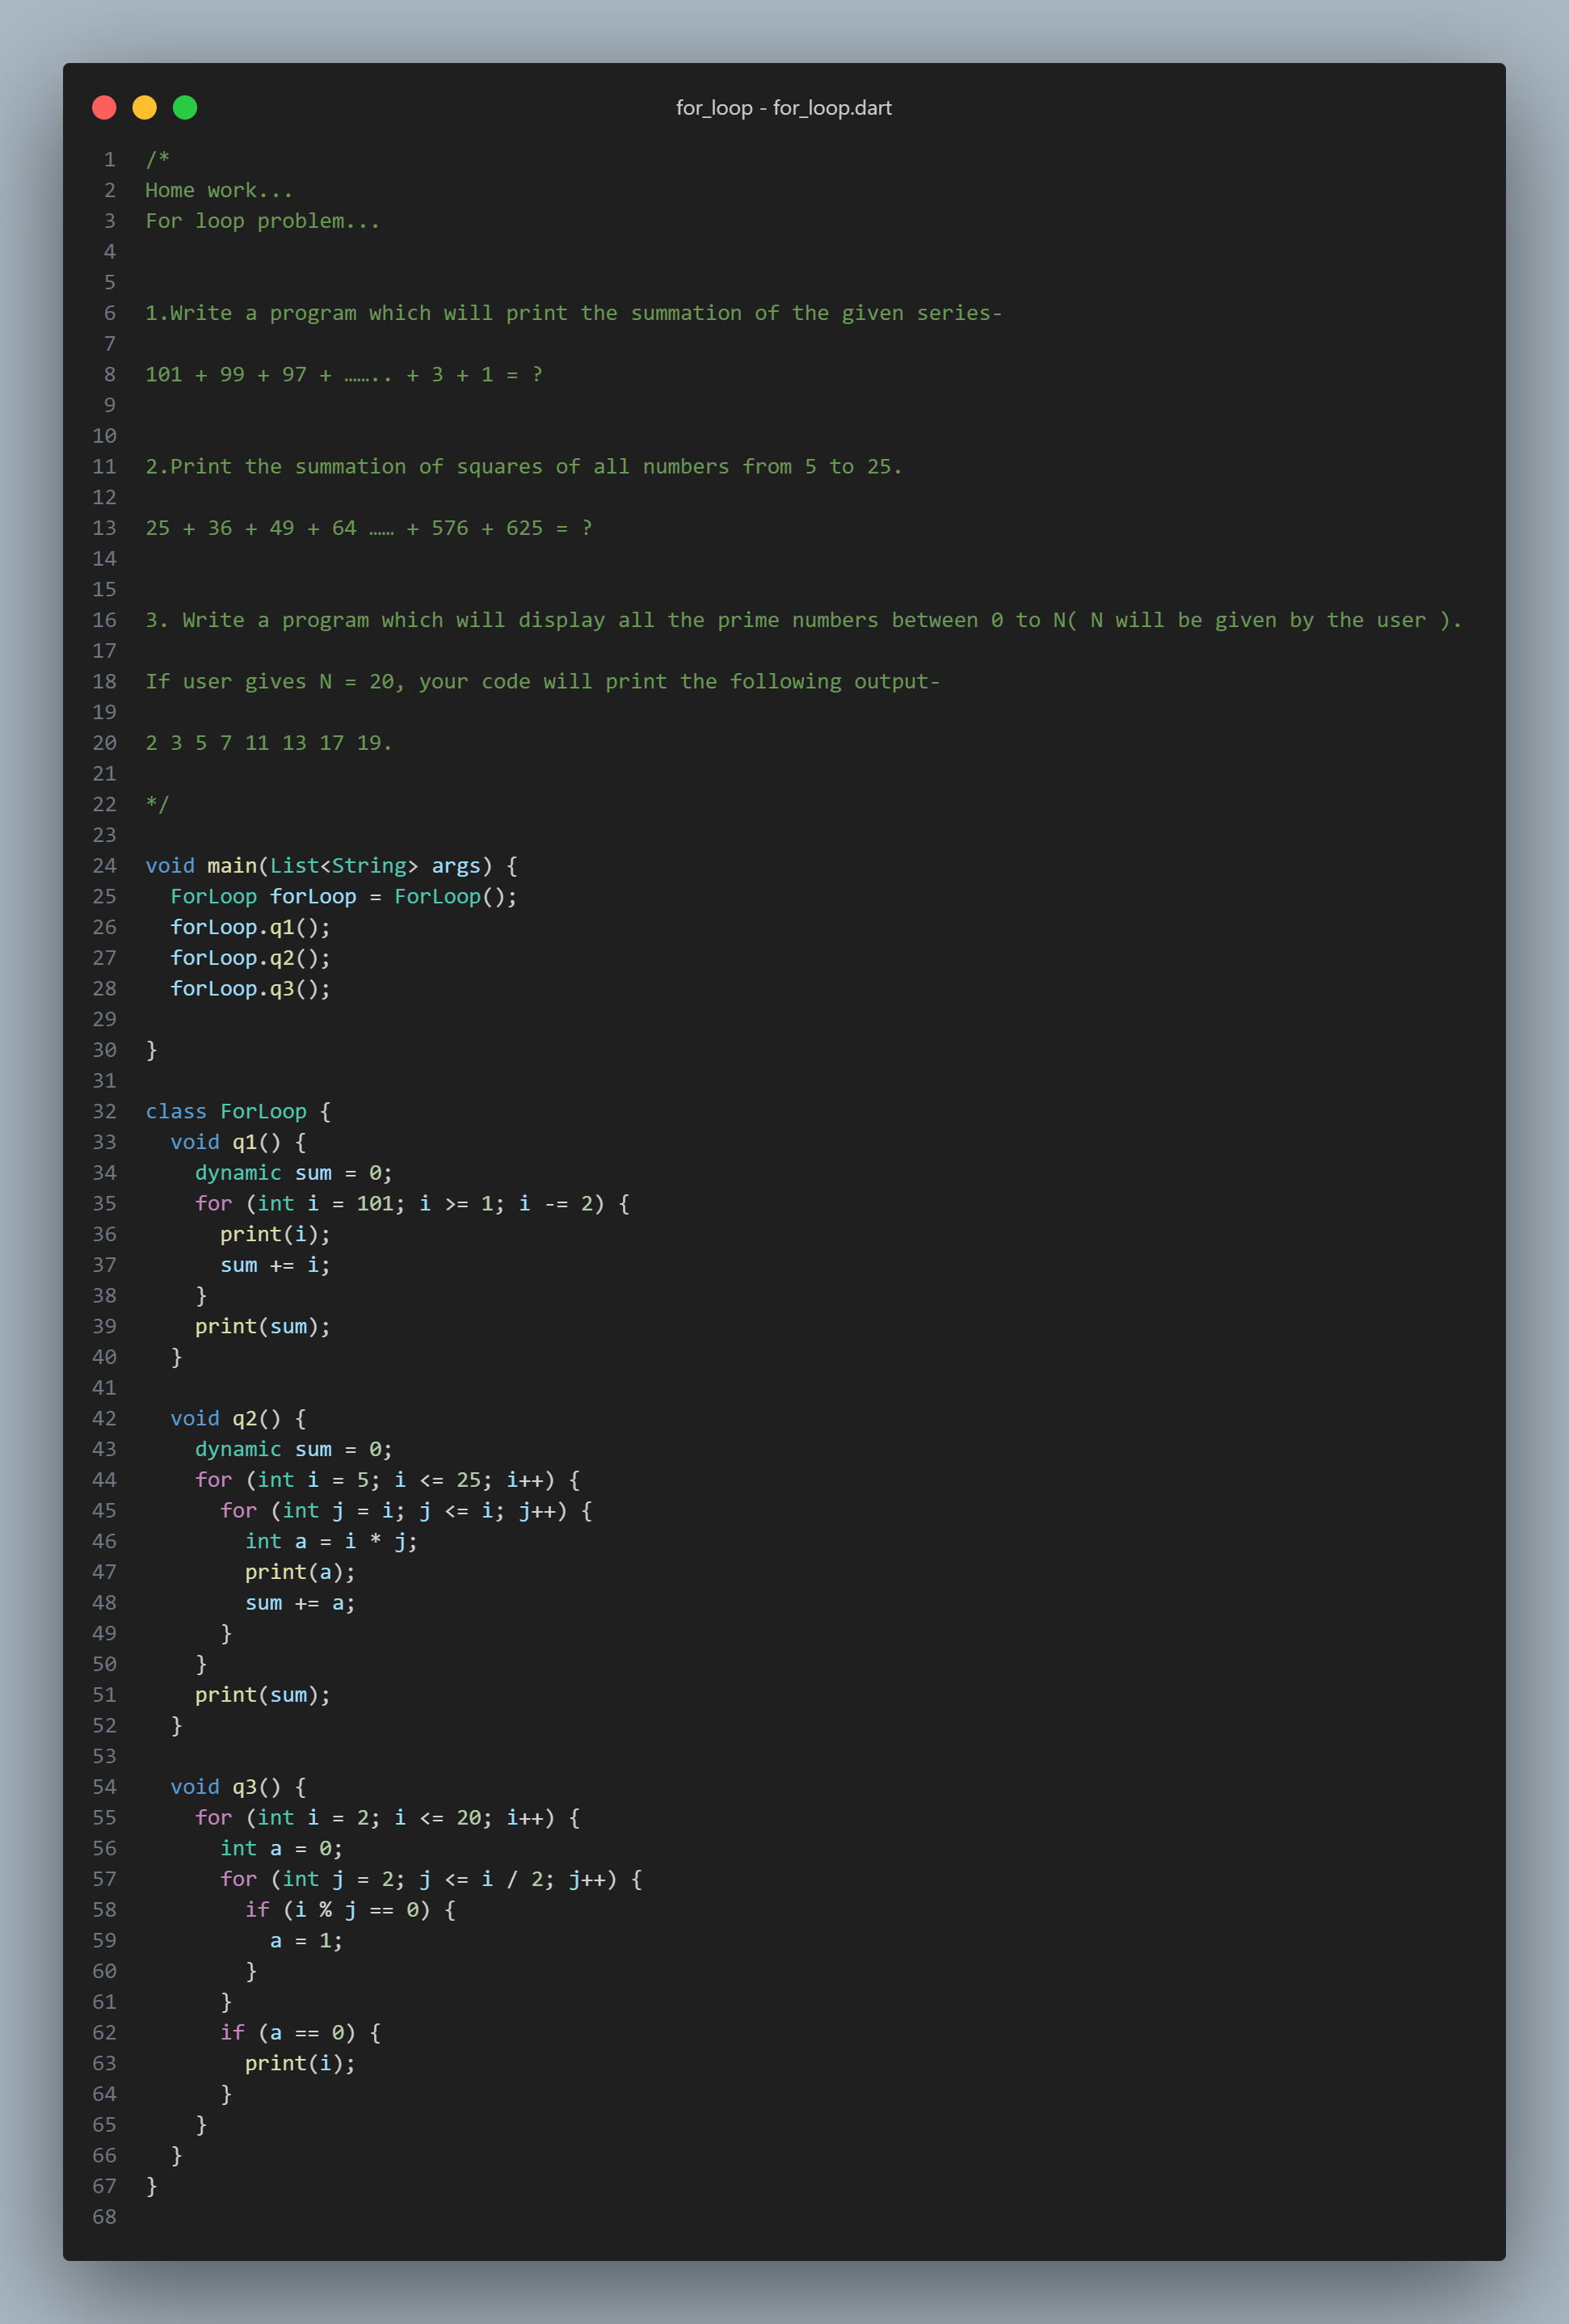 for_loop - for_loop.dart
1 /*
2 Home work...
3 For loop problem...
4
5
6 1.Write a program which will print the summation of the given series-
7
8 101 + 99 + 97 + …….. + 3 + 1 = ?
9
10
11 2.Print the summation of squares of all numbers from 5 to 25.
12
13 25 + 36 + 49 + 64 …… + 576 + 625 = ?
14
15
16 3. Write a program which will display all the prime numbers between 0 to N( N will be given by the user ).
17
18 If user gives N = 20, your code will print the following output-
19
20 2 3 5 7 11 13 17 19.
21
22 */
23
24 void main(List<String> args) {
25   ForLoop forLoop = ForLoop();
26   forLoop.q1();
27   forLoop.q2();
28   forLoop.q3();
29
30 }
31
32 class ForLoop {
33   void q1() {
34     dynamic sum = 0;
35     for (int i = 101; i >= 1; i -= 2) {
36       print(i);
37       sum += i;
38     }
39     print(sum);
40   }
41
42   void q2() {
43     dynamic sum = 0;
44     for (int i = 5; i <= 25; i++) {
45       for (int j = i; j <= i; j++) {
46         int a = i * j;
47         print(a);
48         sum += a;
49       }
50     }
51     print(sum);
52   }
53
54   void q3() {
55     for (int i = 2; i <= 20; i++) {
56       int a = 0;
57       for (int j = 2; j <= i / 2; j++) {
58         if (i % j == 0) {
59           a = 1;
60         }
61       }
62       if (a == 0) {
63         print(i);
64       }
65     }
66   }
67 }
68